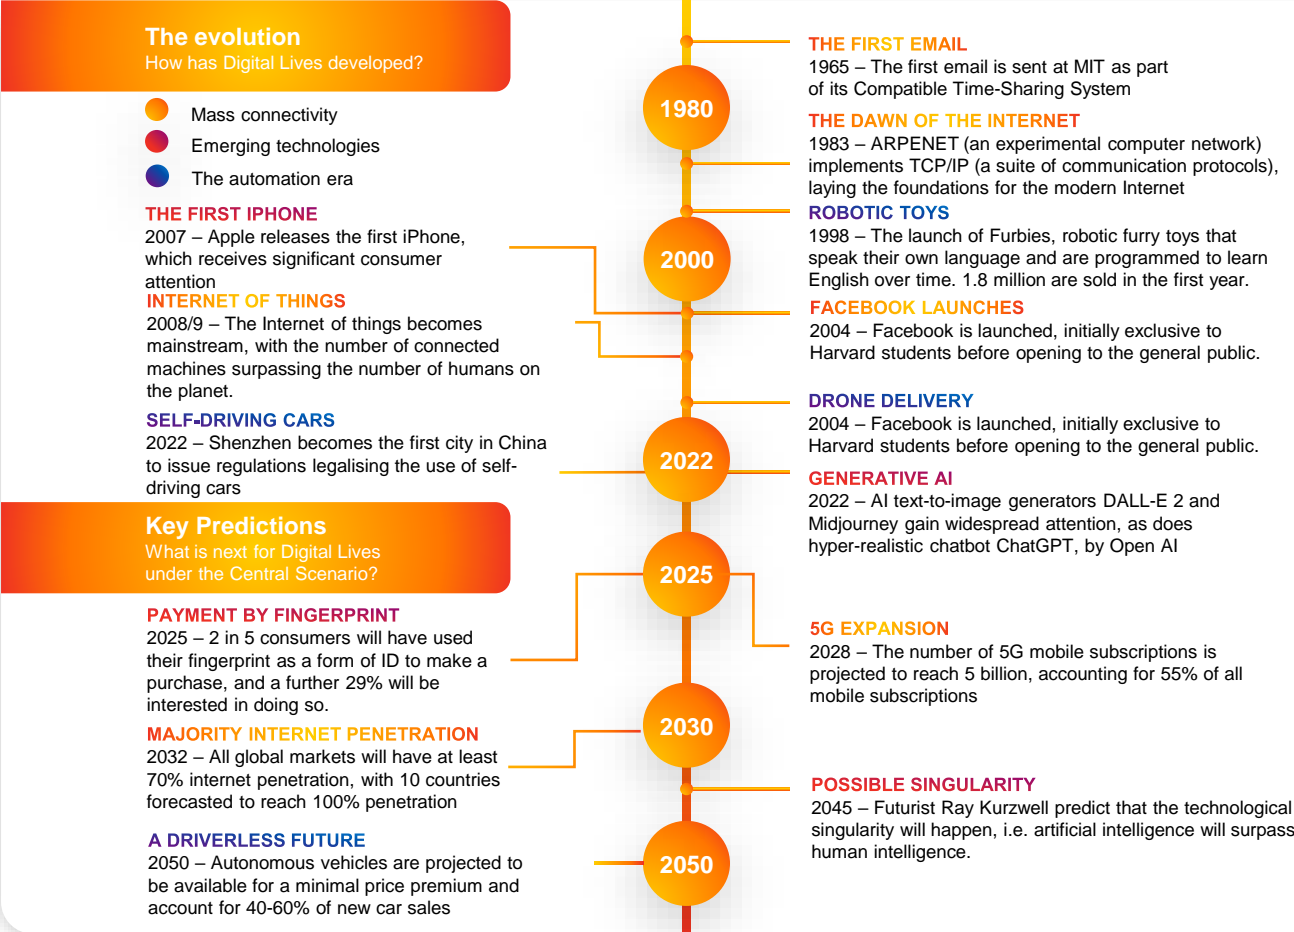 The evolution
How has Digital Lives developed?
Mass connectivity
Emerging technologies
The automation era
THE FIRST IPHONE
2007 – Apple releases the first iPhone,
which receives significant consumer
attention
INTERNET OF THINGS
2008/9 – The Internet of things becomes
mainstream, with the number of connected
machines surpassing the number of humans on
the planet.
SELF-DRIVING CARS
2022 – Shenzhen becomes the first city in China
to issue regulations legalising the use of self-
driving cars
Key Predictions
What is next for Digital Lives
under the Central Scenario?
PAYMENT BY FINGERPRINT
2025 – 2 in 5 consumers will have used
their fingerprint as a form of ID to make a
purchase, and a further 29% will be
interested in doing so.
MAJORITY INTERNET PENETRATION
2032 – All global markets will have at least
70% internet penetration, with 10 countries
forecasted to reach 100% penetration
A DRIVERLESS FUTURE
2050 – Autonomous vehicles are projected to
be available for a minimal price premium and
account for 40-60% of new car sales
1980
2000
2022
2025
2030
2050
THE FIRST EMAIL
1965 – The first email is sent at MIT as part
of its Compatible Time-Sharing System
THE DAWN OF THE INTERNET
1983 – ARPENET (an experimental computer network)
implements TCP/IP (a suite of communication protocols),
laying the foundations for the modern Internet
ROBOTIC TOYS
1998 – The launch of Furbies, robotic furry toys that
speak their own language and are programmed to learn
English over time. 1.8 million are sold in the first year.
FACEBOOK LAUNCHES
2004 – Facebook is launched, initially exclusive to
Harvard students before opening to the general public.
DRONE DELIVERY
2004 – Facebook is launched, initially exclusive to
Harvard students before opening to the general public.
GENERATIVE AI
2022 – AI text-to-image generators DALL-E 2 and
Midjourney gain widespread attention, as does
hyper-realistic chatbot ChatGPT, by Open AI
5G EXPANSION
2028 – The number of 5G mobile subscriptions is
projected to reach 5 billion, accounting for 55% of all
mobile subscriptions
POSSIBLE SINGULARITY
2045 – Futurist Ray Kurzwell predict that the technological
singularity will happen, i.e. artificial intelligence will surpass
human intelligence.